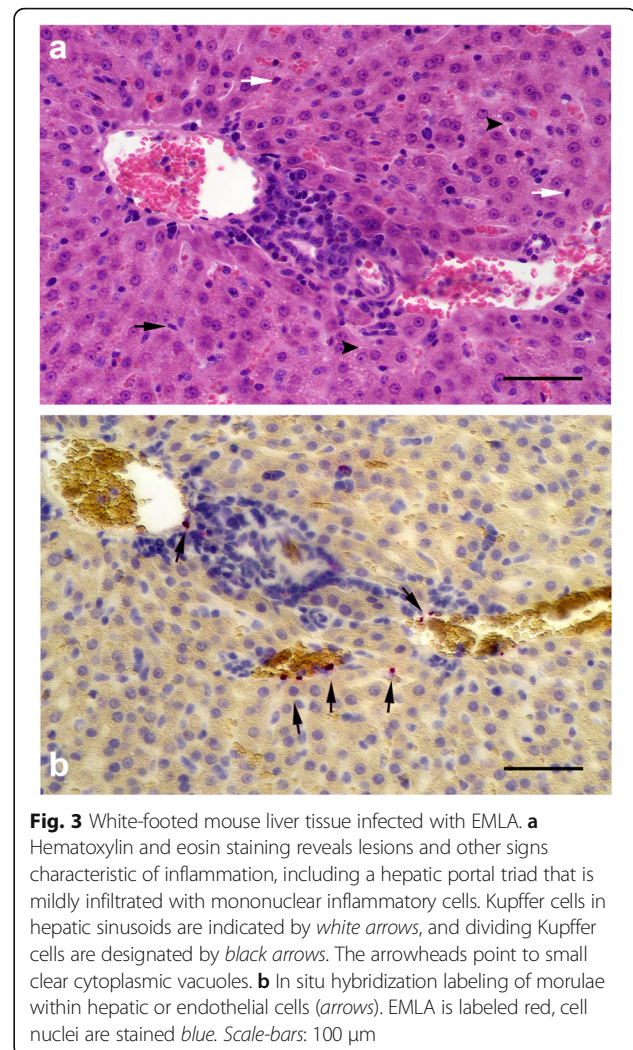 a
b
Fig. 3 White-footed mouse liver tissue infected with EMLA. a
Hematoxylin and eosin staining reveals lesions and other signs
characteristic of inflammation, including a hepatic portal triad that is
mildly infiltrated with mononuclear inflammatory cells. Kupffer cells in
hepatic sinusoids are indicated by white arrows, and dividing Kupffer
cells are designated by black arrows. The arrowheads point to small
clear cytoplasmic vacuoles. b In situ hybridization labeling of morulae
within hepatic or endothelial cells (arrows). EMLA is labeled red, cell
nuclei are stained blue. Scale-bars: 100 μm